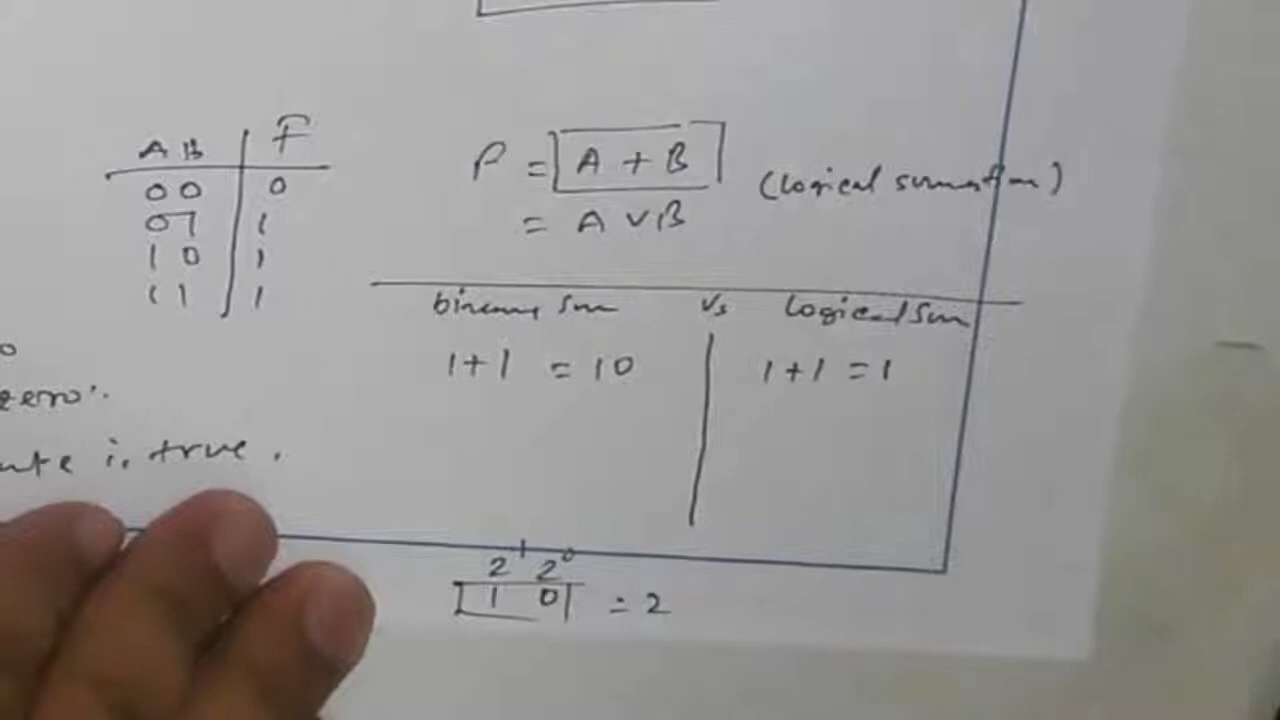 A B | F
0 0 | 0
0 1 | 1
1 0 | 1
1 1 | 1
F = A + B (logical sumation)
= A ∨ B
binary sum vs Logical Sum
1+1 = 10 | 1+1 = 1
zero.
is true.
2¹ 2⁰
1 0 = 2